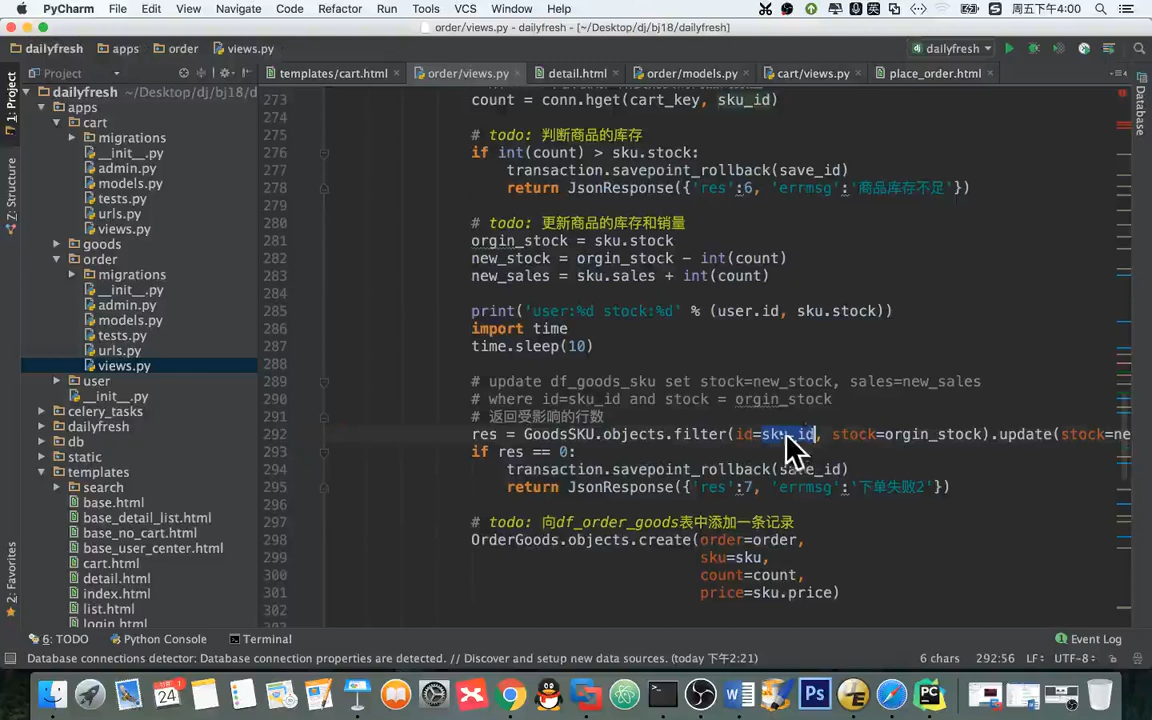 PyCharm File Edit View Navigate Code Refactor Run Tools VCS Window Help 周五下午4:00
order/views.py - dailyfresh - [~/Desktop/dj/bj18/dailyfresh]
dailyfresh apps order views.py dailyfresh
Project templates/cart.html order/views.py detail.html order/models.py cart/views.py place_order.html
1: Project
Z: Structure
2: Favorites
Database
dailyfresh ~/Desktop/dj/bj18/d
apps
cart
migrations
__init__.py
admin.py
models.py
tests.py
urls.py
views.py
goods
order
migrations
__init__.py
admin.py
models.py
tests.py
urls.py
views.py
user
__init__.py
celery_tasks
dailyfresh
db
static
templates
search
base.html
base_detail_list.html
base_no_cart.html
base_user_center.html
cart.html
detail.html
index.html
list.html
login.html
273 count = conn.hget(cart_key, sku_id)
274
275 # todo: 判断商品的库存
276 if int(count) > sku.stock:
277 transaction.savepoint_rollback(save_id)
278 return JsonResponse({'res':6, 'errmsg':'商品库存不足'})
279
280 # todo: 更新商品的库存和销量
281 orgin_stock = sku.stock
282 new_stock = orgin_stock - int(count)
283 new_sales = sku.sales + int(count)
284
285 print('user:%d stock:%d' % (user.id, sku.stock))
286 import time
287 time.sleep(10)
288
289 # update df_goods_sku set stock=new_stock, sales=new_sales
290 # where id=sku_id and stock = orgin_stock
291 # 返回受影响的行数
292 res = GoodsSKU.objects.filter(id=sku_id, stock=orgin_stock).update(stock=ne
293 if res == 0:
294 transaction.savepoint_rollback(save_id)
295 return JsonResponse({'res':7, 'errmsg':'下单失败2'})
296
297 # todo: 向df_order_goods表中添加一条记录
298 OrderGoods.objects.create(order=order,
299 sku=sku,
300 count=count,
301 price=sku.price)
302
6: TODO Python Console Terminal Event Log
Database connections detector: Database connection properties are detected. // Discover and setup new data sources. (today 下午2:21) 6 chars 292:56 LF UTF-8